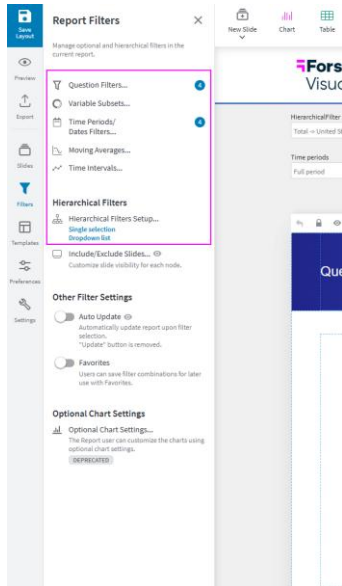 Save
Layout
Preview
Export
Slides
Filters
Templates
Preferences
Settings
Report Filters
Manage optional and hierarchical filters in the
current report.
Question Filters...
4
Variable Subsets...
Time Periods/
Dates Filters...
4
Moving Averages...
Time Intervals...
Hierarchical Filters
Hierarchical Filters Setup...
Single selection
Dropdown list
Include/Exclude Slides...
Customize slide visibility for each node.
Other Filter Settings
Auto Update
Automatically update report upon filter
selection.
"Update" button is removed.
Favorites
Users can save filter combinations for later
use with Favorites.
Optional Chart Settings
Optional Chart Settings...
The Report user can customize the charts using
optional chart settings.
DEPRECATED
New Slide
Chart
Table
Fors
Visua
HierarchicalFilter
Total → United St
Time periods
Full period
Que